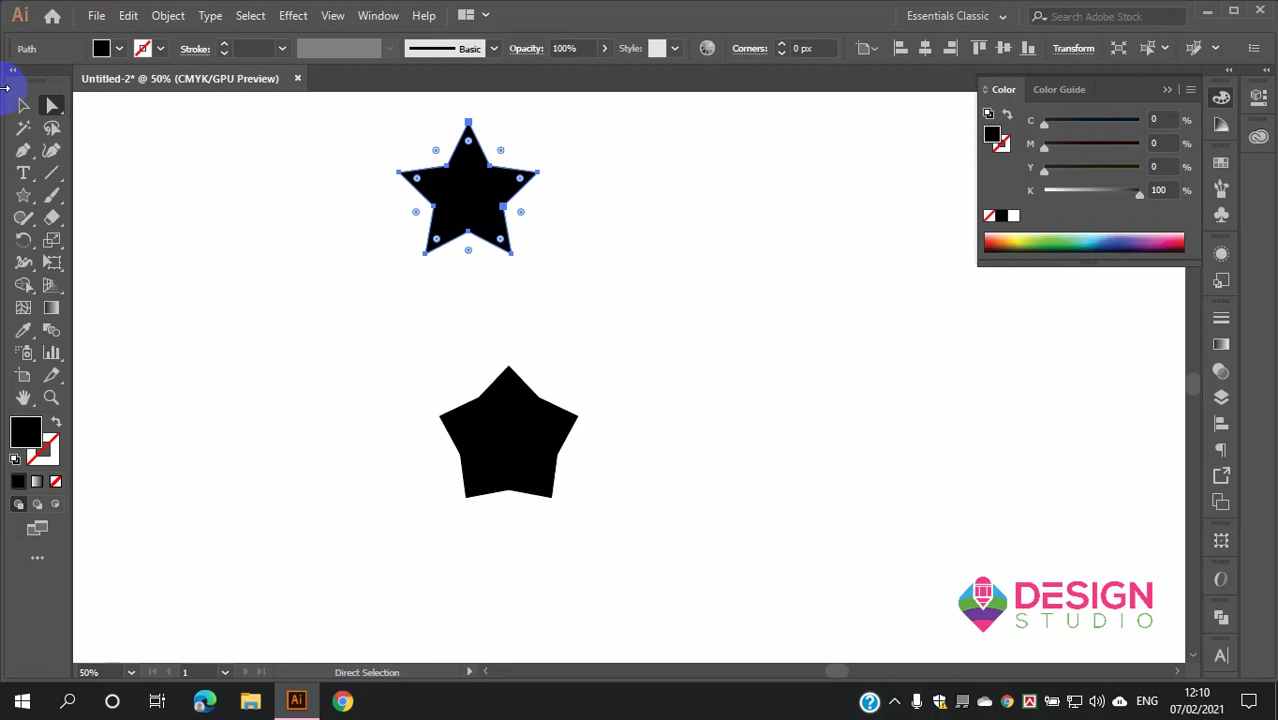 Ai File Edit Object Type Select Effect View Window Help Essentials Classic Search Adobe Stock
Path Stroke: Basic Opacity: 100% Style: Corners: 0 px Transform
Untitled-2* @ 50% (CMYK/GPU Preview)
Color Color Guide
C 0 %
M 0 %
Y 0 %
K 100 %
DESIGN
STUDIO
50% 1 Direct Selection
Ai ENG 12:10
07/02/2021